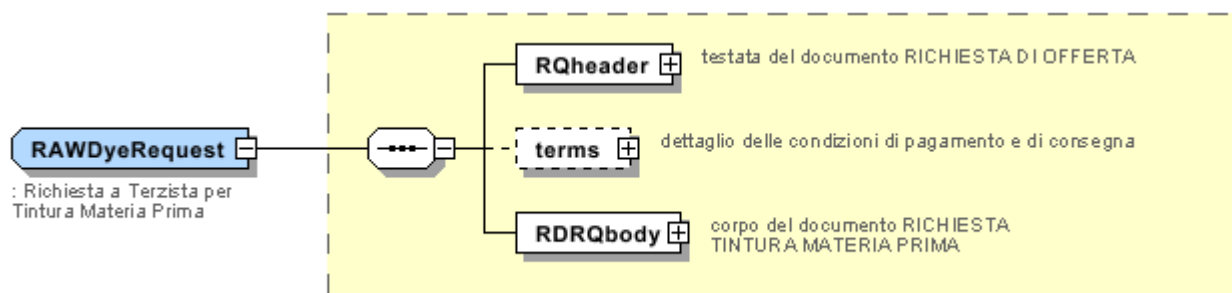 RQheader
testata del documento RICHIESTA DI OFFERTA
RAWDyeRequest
: Richiesta a Terzista per
Tintura Materia Prima
terms
dettaglio delle condizioni di pagamento e di consegna
RDRQbody
corpo del documento RICHIESTA
TINTURA MATERIA PRIMA